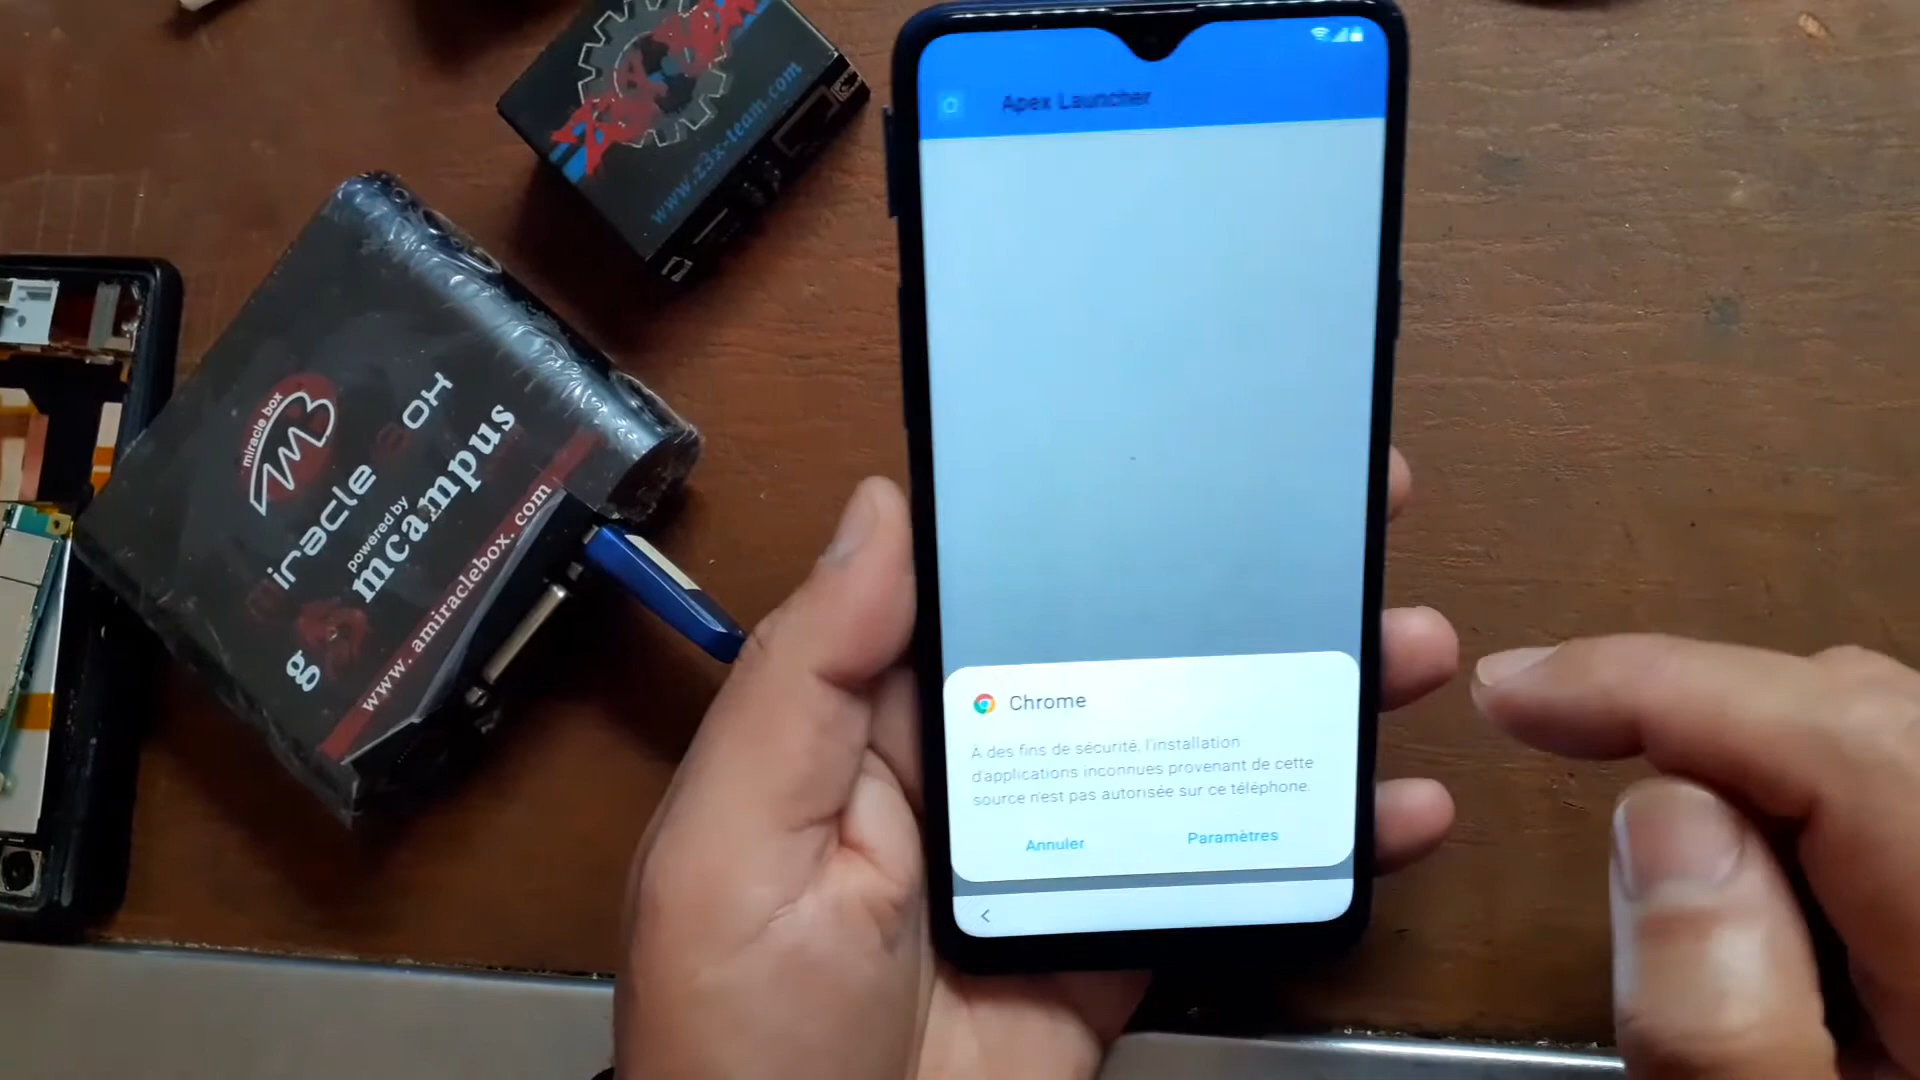 Apex Launcher
Chrome
À des fins de sécurité, l'installation
d'applications inconnues provenant de cette
source n'est pas autorisée sur ce téléphone.
Annuler
Paramètres
www.z3x-team.com
miracle box
miracle BOX
powered by
mcampus
www.amiraclebox.com